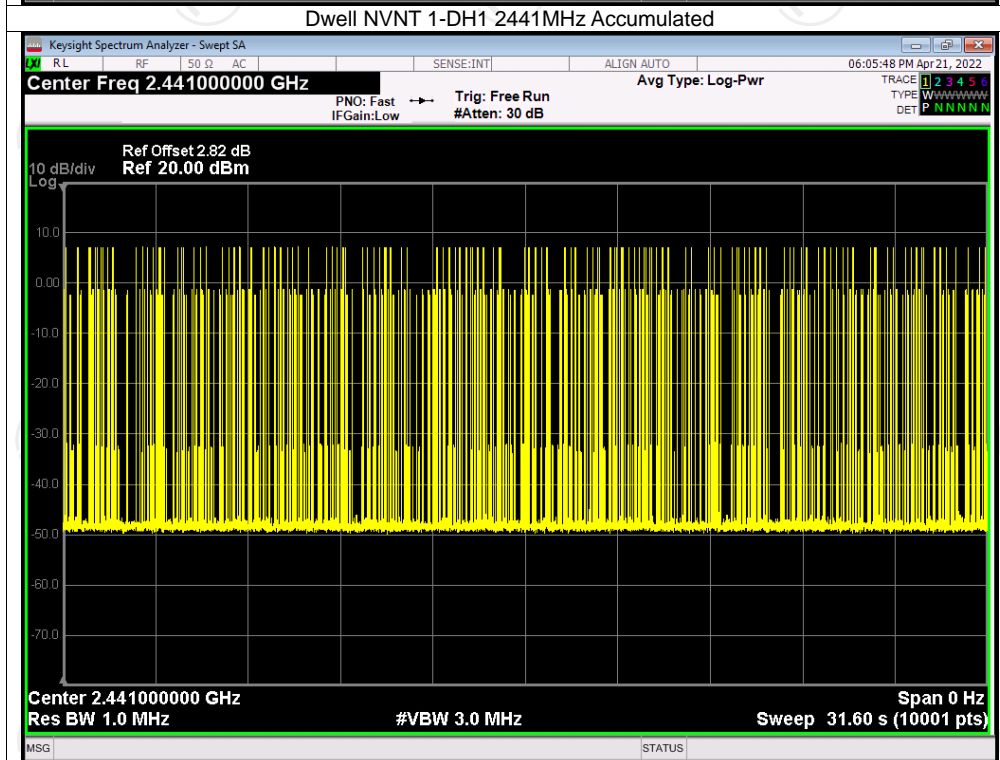 Dwell NVNT 1-DH1 2441MHz Accumulated
Keysight Spectrum Analyzer - Swept SA
LXI RL RF 50 Ω AC SENSE:INT ALIGN AUTO 06:05:48 PM Apr 21, 2022
Center Freq 2.441000000 GHz Avg Type: Log-Pwr TRACE 1 2 3 4 5 6
PNO: Fast Trig: Free Run TYPE WWWWWW
IFGain:Low #Atten: 30 dB DET P N N N N N
Ref Offset 2.82 dB
10 dB/div Ref 20.00 dBm
Log
10.0
0.00
-10.0
-20.0
-30.0
-40.0
-50.0
-60.0
-70.0
Center 2.441000000 GHz Span 0 Hz
Res BW 1.0 MHz #VBW 3.0 MHz Sweep 31.60 s (10001 pts)
MSG STATUS